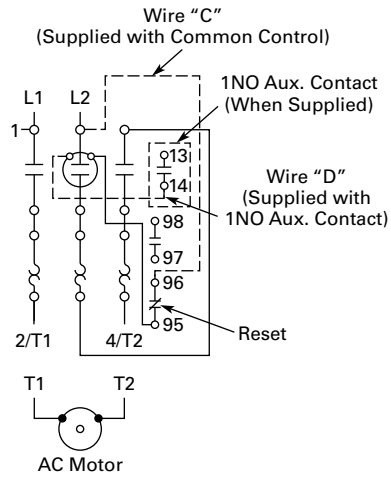 Wire “C”
(Supplied with Common Control)
1NO Aux. Contact
(When Supplied)
L1 L2
1
13
14
Wire “D”
(Supplied with
1NO Aux. Contact)
98
97
96
95
Reset
2/T1 4/T2
T1 T2
AC Motor